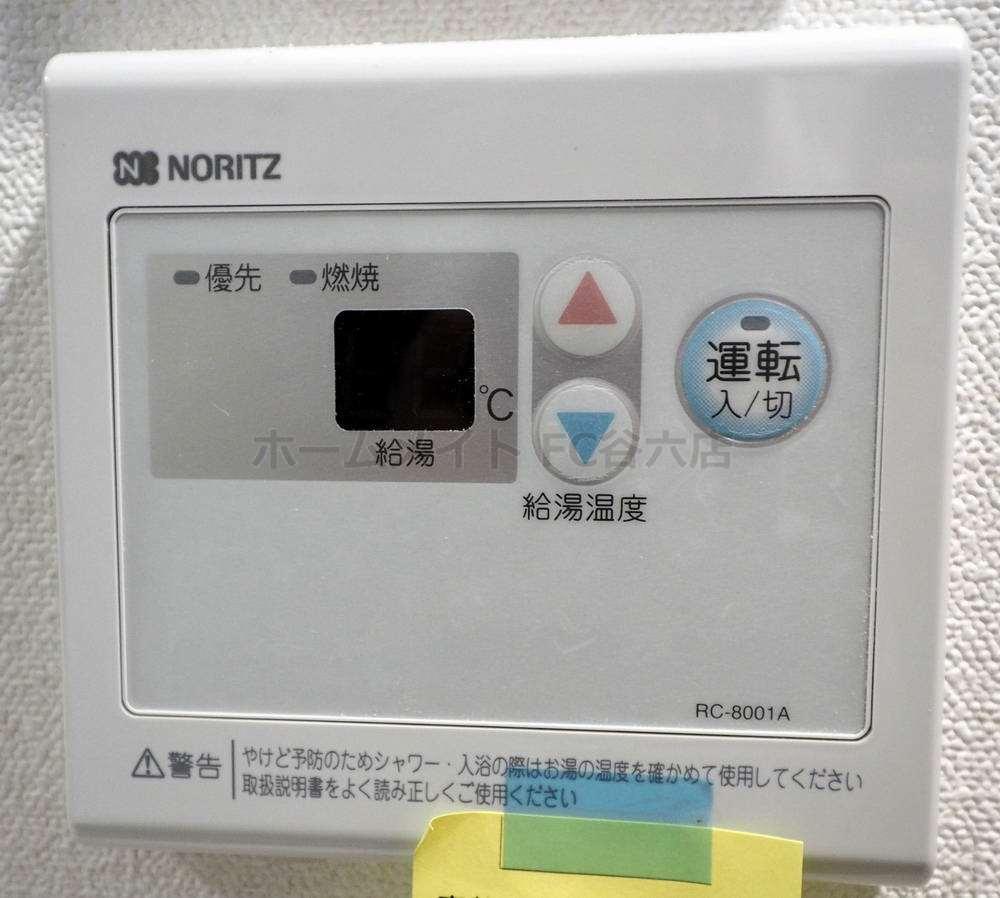 NORITZ
優先 燃焼
℃
給湯
運転
入/切
給湯温度
RC-8001A
警告
やけど予防のためシャワー・入浴の際はお湯の温度を確かめて使用してください
取扱説明書をよく読み正しくご使用ください
ホームメイトFC谷六店